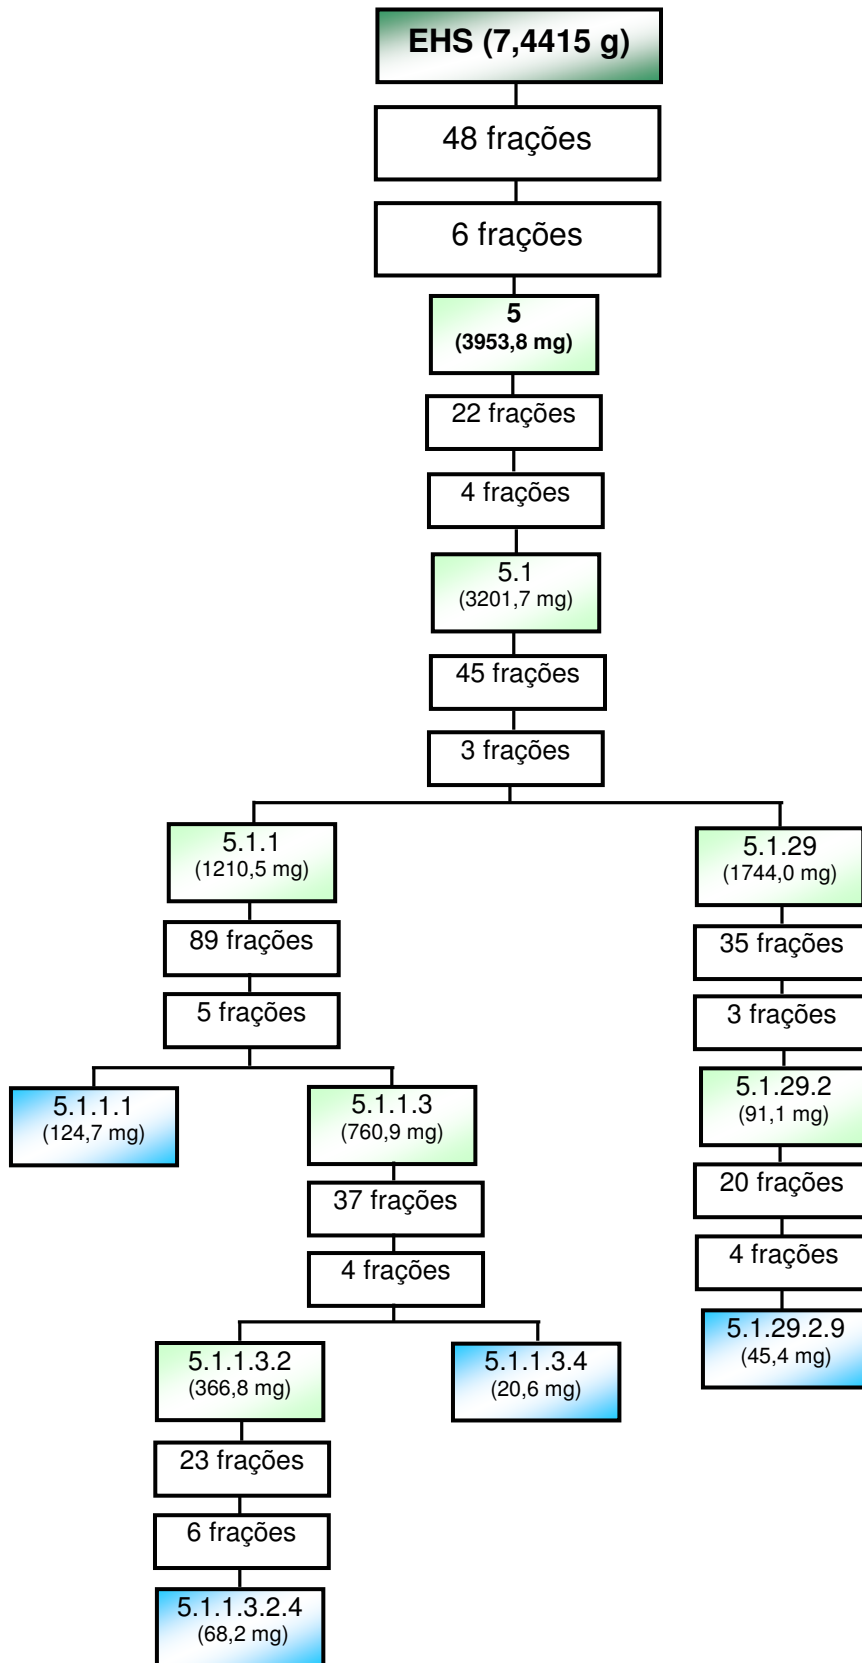 EHS (7,4415 g)
48 frações
6 frações
5
(3953,8 mg)
22 frações
4 frações
5.1
(3201,7 mg)
45 frações
3 frações
5.1.1
(1210,5 mg)
5.1.29
(1744,0 mg)
89 frações
35 frações
5 frações
3 frações
5.1.1.1
(124,7 mg)
5.1.1.3
(760,9 mg)
5.1.29.2
(91,1 mg)
37 frações
20 frações
4 frações
4 frações
5.1.1.3.2
(366,8 mg)
5.1.1.3.4
(20,6 mg)
5.1.29.2.9
(45,4 mg)
23 frações
6 frações
5.1.1.3.2.4
(68,2 mg)